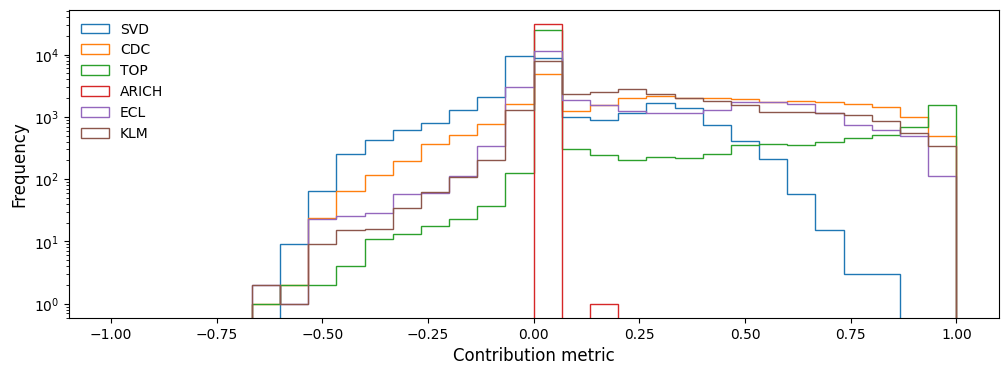 SVD
CDC
TOP
ARICH
ECL
KLM
Frequency
10⁴
10³
10²
10¹
10⁰
−1.00 −0.75 −0.50 −0.25 0.00 0.25 0.50 0.75 1.00
Contribution metric